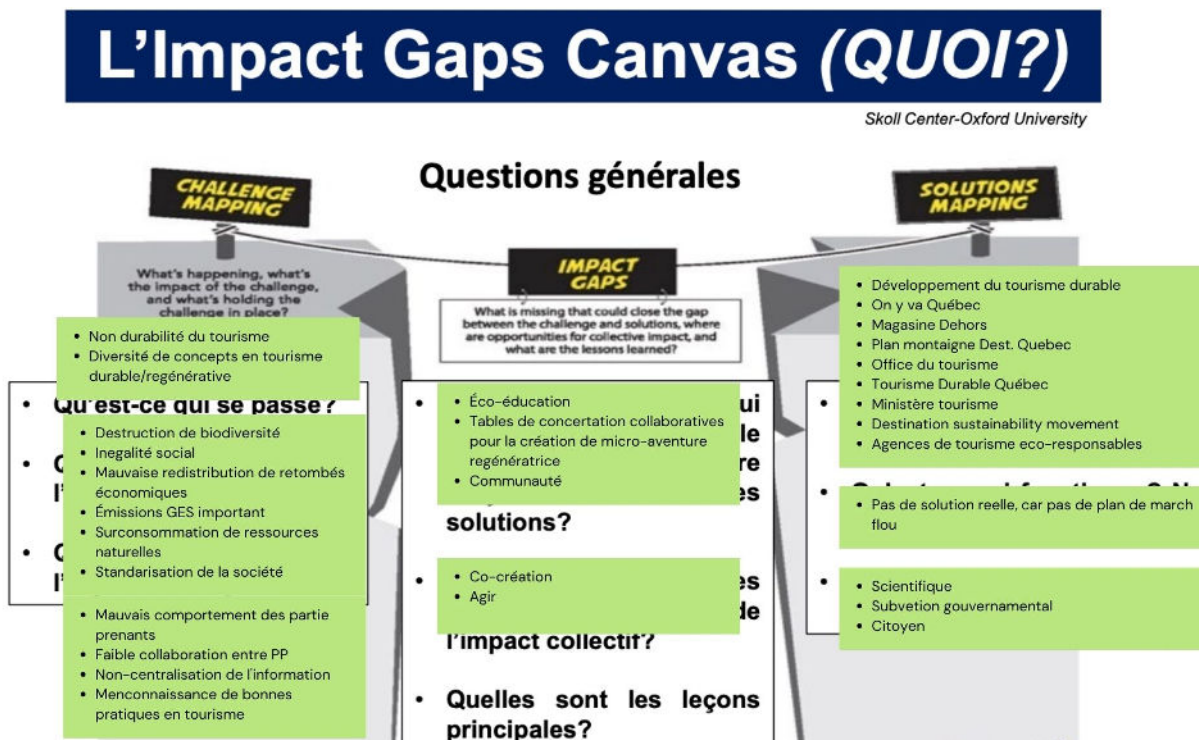 L'Impact Gaps Canvas (QUOI?)
Skoll Center-Oxford University
Questions générales
CHALLENGE
MAPPING
What's happening, what's
the impact of the challenge,
and what's holding the
challenge in place?
• Non durabilité du tourisme
• Diversité de concepts en tourisme
durable/regénérative
• Qu'est-ce qui se passe?
• Destruction de biodiversité
• Inegalité social
• Mauvaise redistribution de retombés
économiques
• Émissions GES important
• Surconsommation de ressources
naturelles
• Standarisation de la société
• Mauvais comportement des partie
prenants
• Faible collaboration entre PP
• Non-centralisation de l'information
• Menconnaissance de bonnes
pratiques en tourisme
IMPACT
GAPS
What is missing that could close the gap
between the challenge and solutions, where
are opportunities for collective impact, and
what are the lessons learned?
• Éco-éducation
• Tables de concertation collaboratives
pour la création de micro-aventure
regénératrice
• Communauté
solutions?
• Co-création
• Agir
l'impact collectif?
• Quelles sont les leçons
principales?
SOLUTIONS
MAPPING
• Développement du tourisme durable
• On y va Québec
• Magasine Dehors
• Plan montaigne Dest. Quebec
• Office du tourisme
• Tourisme Durable Québec
• Ministère tourisme
• Destination sustainability movement
• Agences de tourisme eco-responsables
• Pas de solution reelle, car pas de plan de march
flou
• Scientifique
• Subvetion gouvernamental
• Citoyen